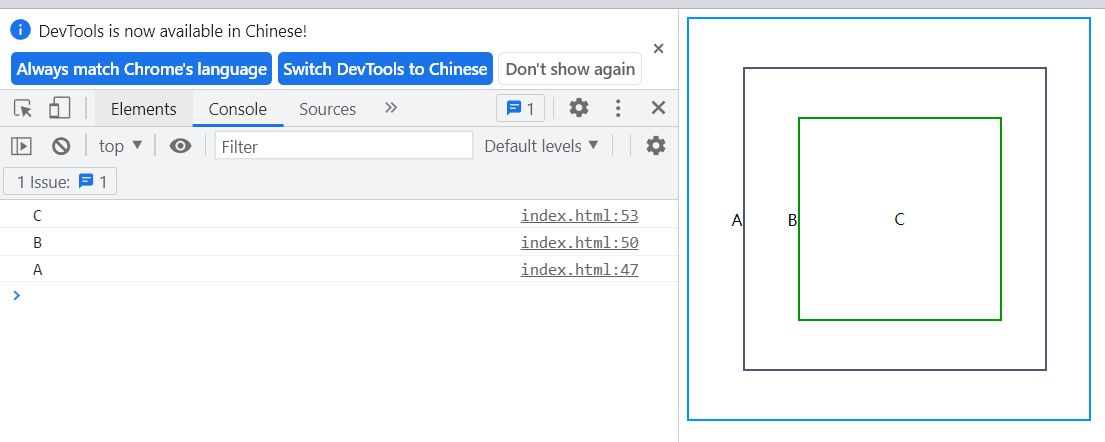 DevTools is now available in Chinese!
Always match Chrome's language Switch DevTools to Chinese Don't show again
Elements Console Sources 1
top Filter Default levels
1 Issue: 1
C index.html:53
B index.html:50
A index.html:47
A B C